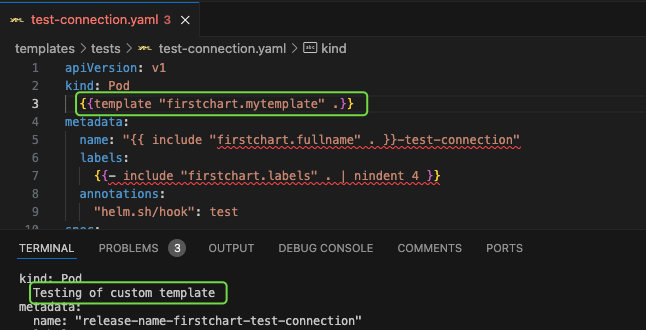 test-connection.yaml 3
templates > tests > test-connection.yaml > kind
1 apiVersion: v1
2 kind: Pod
3 {{template "firstchart.mytemplate" .}}
4 metadata:
5 name: "{{ include "firstchart.fullname" . }}-test-connection"
6 labels:
7 {{- include "firstchart.labels" . | nindent 4 }}
8 annotations:
9 "helm.sh/hook": test
10 spec:
TERMINAL PROBLEMS 3 OUTPUT DEBUG CONSOLE COMMENTS PORTS
kind: Pod
Testing of custom template
metadata:
name: "release-name-firstchart-test-connection"